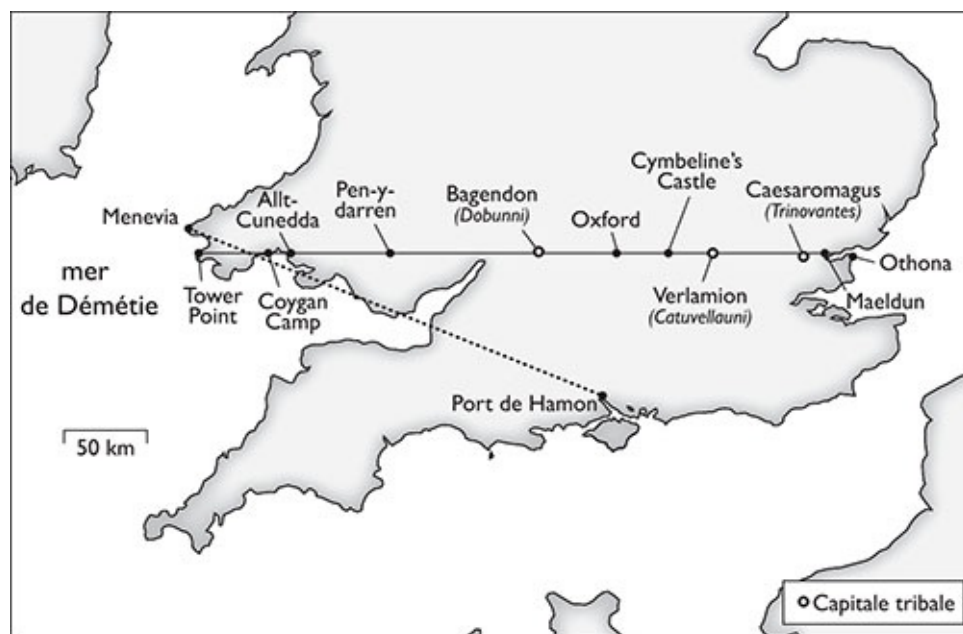 Menevia
Allt-
Cunedda
Pen-y-
darren
Bagendon
(Dobunni)
Oxford
Cymbeline's
Castle
Caesaromagus
(Trinovantes)
mer
de Démétie
Tower
Point
Coygan
Camp
Verlamion
(Catuvellauni)
Othona
Maeldun
Port de Hamon
50 km
Capitale tribale